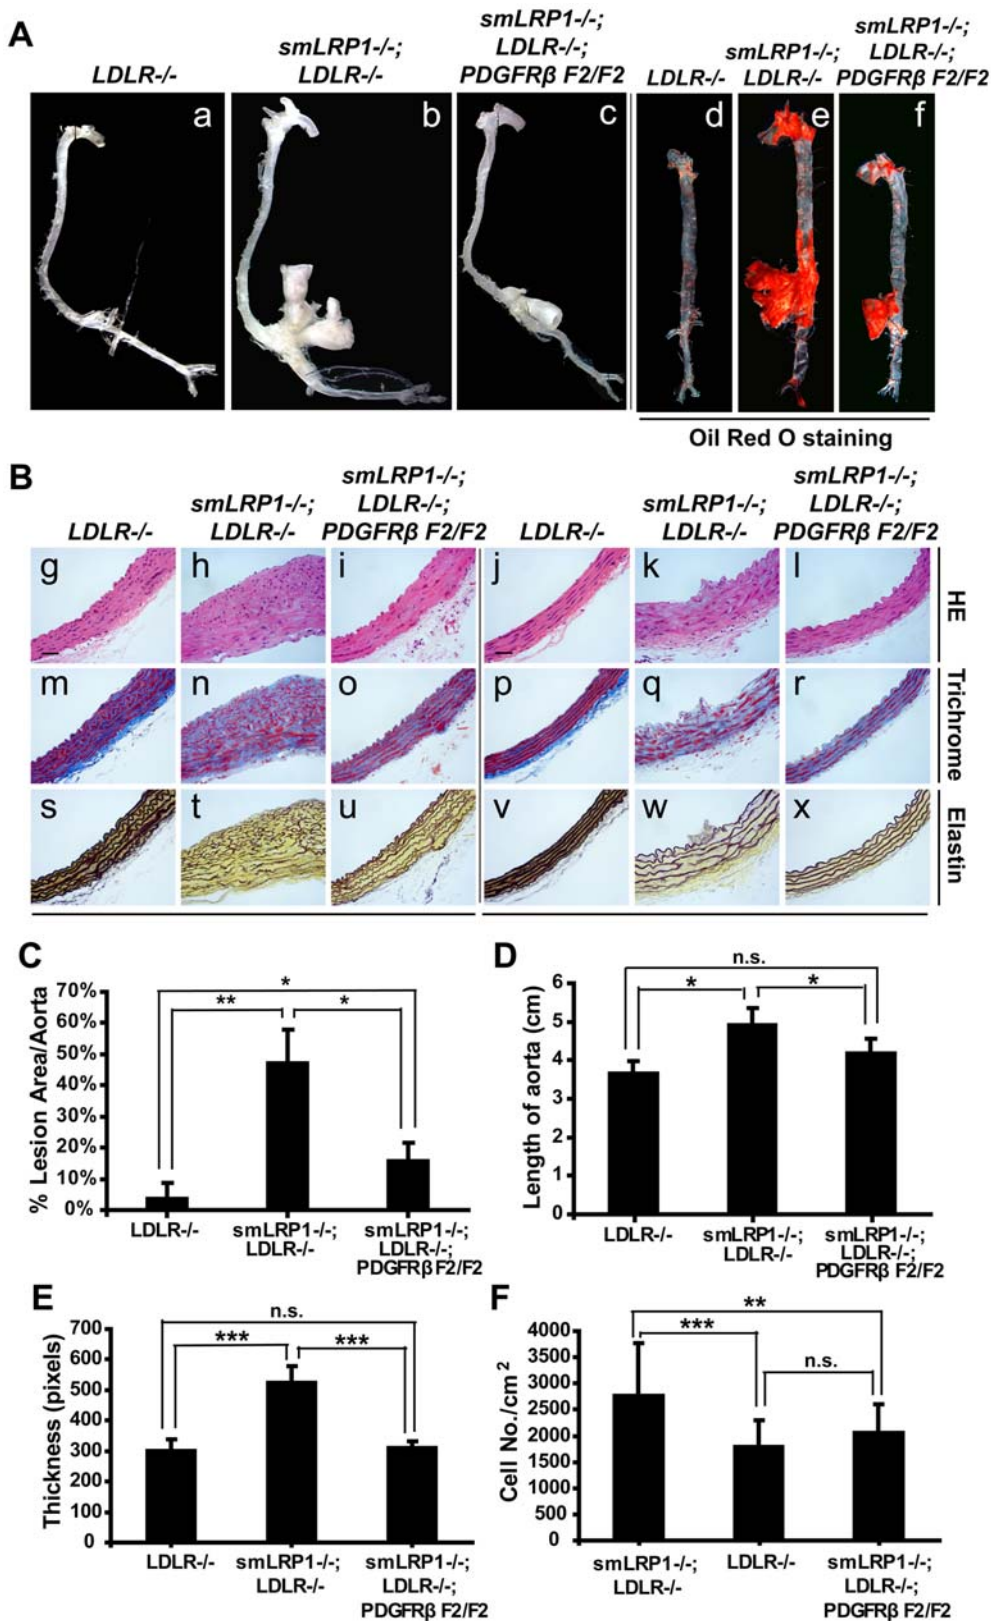 A
LDLR-/-
smLRP1-/-;
LDLR-/-
smLRP1-/-;
LDLR-/-;
PDGFRβ F2/F2
LDLR-/-
smLRP1-/-;
LDLR-/-
smLRP1-/-;
LDLR-/-;
PDGFRβ F2/F2
a b c d e f
Oil Red O staining
B
LDLR-/-
smLRP1-/-;
LDLR-/-
smLRP1-/-;
LDLR-/-;
PDGFRβ F2/F2
LDLR-/-
smLRP1-/-;
LDLR-/-
smLRP1-/-;
LDLR-/-;
PDGFRβ F2/F2
g h i j k l
HE
m n o p q r
Trichrome
s t u v w x
Elastin
C
% Lesion Area/Aorta
70%
60%
50%
40%
30%
20%
10%
0%
*
** *
LDLR-/-
smLRP1-/-;
LDLR-/-
smLRP1-/-;
LDLR-/-;
PDGFRβ F2/F2
D
Length of aorta (cm)
6
5
4
3
2
1
0
n.s.
* *
LDLR-/-
smLRP1-/-;
LDLR-/-
smLRP1-/-;
LDLR-/-;
PDGFRβ F2/F2
E
Thickness (pixels)
700
600
500
400
300
200
100
0
n.s.
*** ***
LDLR-/-
smLRP1-/-;
LDLR-/-
smLRP1-/-;
LDLR-/-;
PDGFRβ F2/F2
F
Cell No./cm²
4000
3500
3000
2500
2000
1500
1000
500
0
**
***
n.s.
smLRP1-/-;
LDLR-/-
LDLR-/-
smLRP1-/-;
LDLR-/-;
PDGFRβ F2/F2